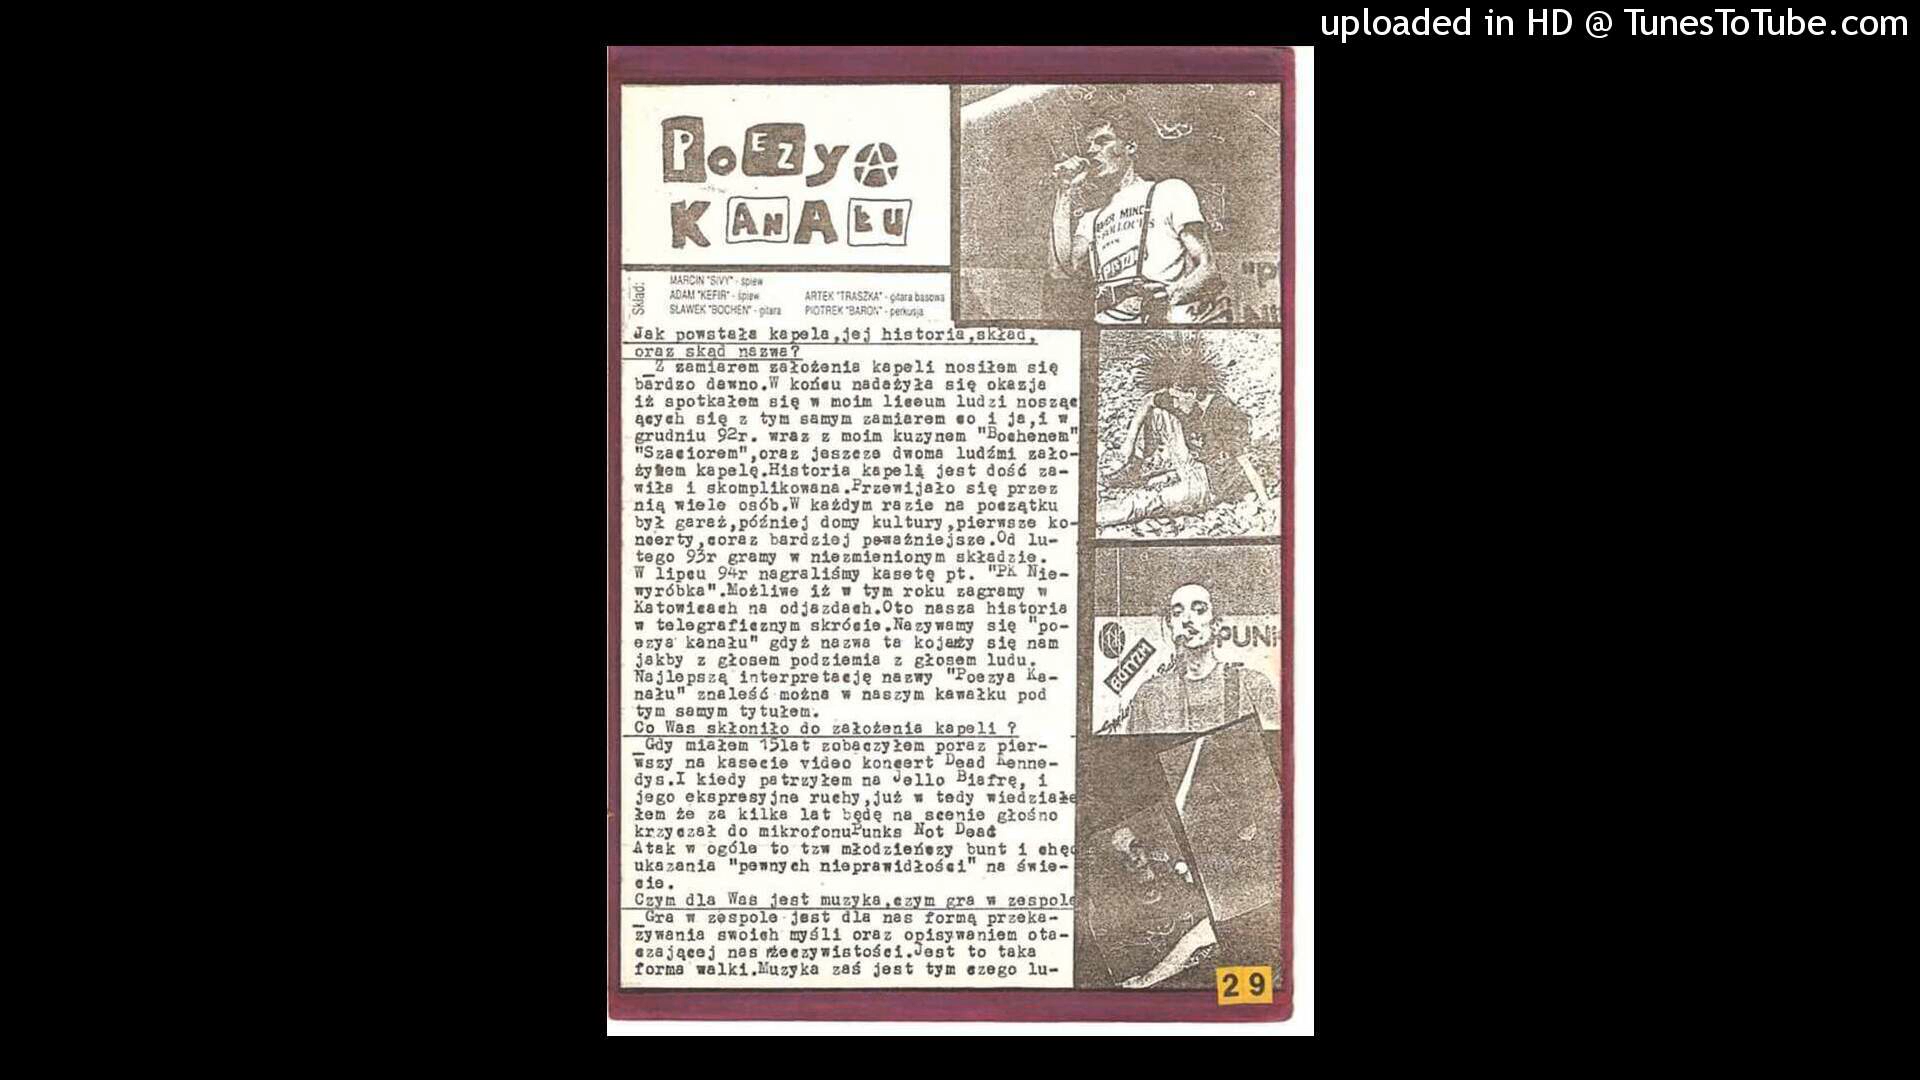 uploaded in HD @ TunesToTube.com
POEZYA
KANAŁU
Skład:
MARCIN "SIVY" - śpiew
ADAM "KEFIR" - śpiew
SŁAWEK "BOCHEN" - gitara
ARTEK "TRASZKA" - gitara basowa
PIOTREK "BARON" - perkusja
Jak powstała kapela,jej historia,skład,
oraz skąd nazwa?
_Z zamiarem założenia kapeli nosiłem się
bardzo dawno.W końcu nadażyła się okazja
iż spotkałem się w moim liceum ludzi nosząc
ących się z tym samym zamiarem co i ja,i w
grudniu 92r. wraz z moim kuzynem "Bochenem"
"Szaciorem",oraz jeszcze dwoma ludźmi zało-
żyłem kapelę.Historia kapeli jest dość za-
wiła i skomplikowana.Przewijało się przez
nią wiele osób.W każdym razie na początku
był garaż,później domy kultury,pierwsze ko-
ncerty,coraz bardziej poważniejsze.Od lu-
tego 93r gramy w niezmienionym składzie.
W lipcu 94r nagraliśmy kasetę pt. "PK Nie-
wyróbka".Możliwe iż w tym roku zagramy w
Katowicach na odjazdach.Oto nasza historia
w telegraficznym skrócie.Nazywamy się "po-
ezya kanału" gdyż nazwa ta kojarzy się nam
jakby z głosem podziemia z głosem ludu.
Najlepszą interpretację nazwy "Poezya Ka-
nału" znaleść można w naszym kawałku pod
tym samym tytułem.
Co Was skłoniło do założenia kapeli ?
_Gdy miałem 15lat zobaczyłem poraz pier-
wszy na kasecie video koncert Dead Kenne-
dys.I kiedy patrzyłem na Jello Biafrę, i
jego ekspresyjne ruchy,już w tedy wiedziałe
łem że za kilka lat będę na scenie głośno
krzyczał do mikrofonuPunks Not Dead
Atak w ogóle to tzw młodzieńczy bunt i chęć
ukazania "pewnych nieprawidłości" na świe-
cie.
Czym dla Was jest muzyka,czym gra w zespole
_Gra w zespole jest dla nas formą przeka-
zywania swoich myśli oraz opisywaniem ota-
czającej nas rzeczywistości.Jest to taka
forma walki.Muzyka zaś jest tym czego lu-
NEVER MIND
BOLLOCKS
PISTOLS
"P
PUNK
EGTYZM
29